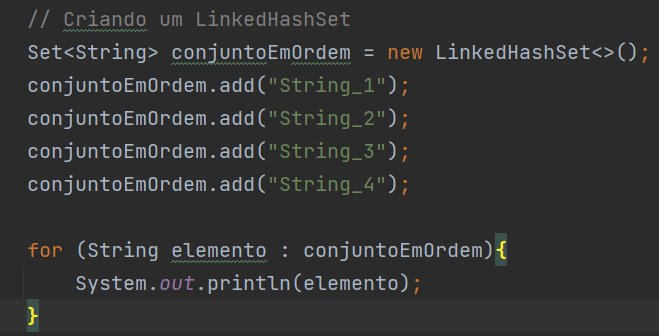 // Criando um LinkedHashSet
Set<String> conjuntoEmOrdem = new LinkedHashSet<>();
conjuntoEmOrdem.add("String_1");
conjuntoEmOrdem.add("String_2");
conjuntoEmOrdem.add("String_3");
conjuntoEmOrdem.add("String_4");
for (String elemento : conjuntoEmOrdem){
System.out.println(elemento);
}